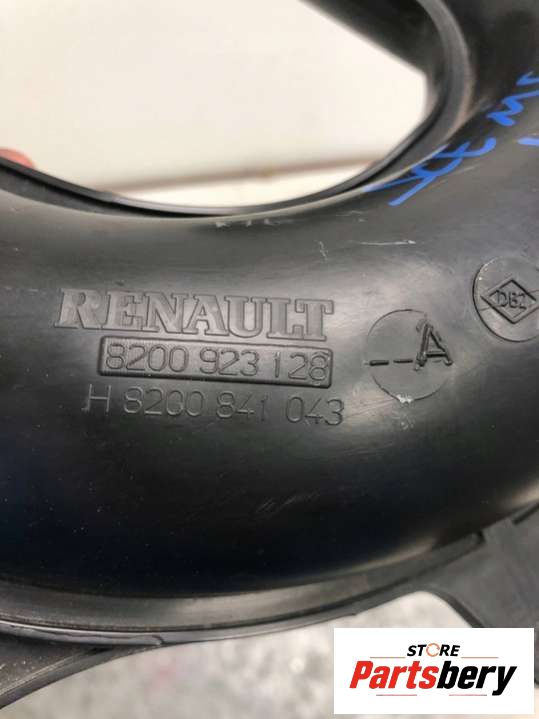 RENAULT
8200 923 128
H 8200 841 043
--A
DB2
STORE
Partsbery